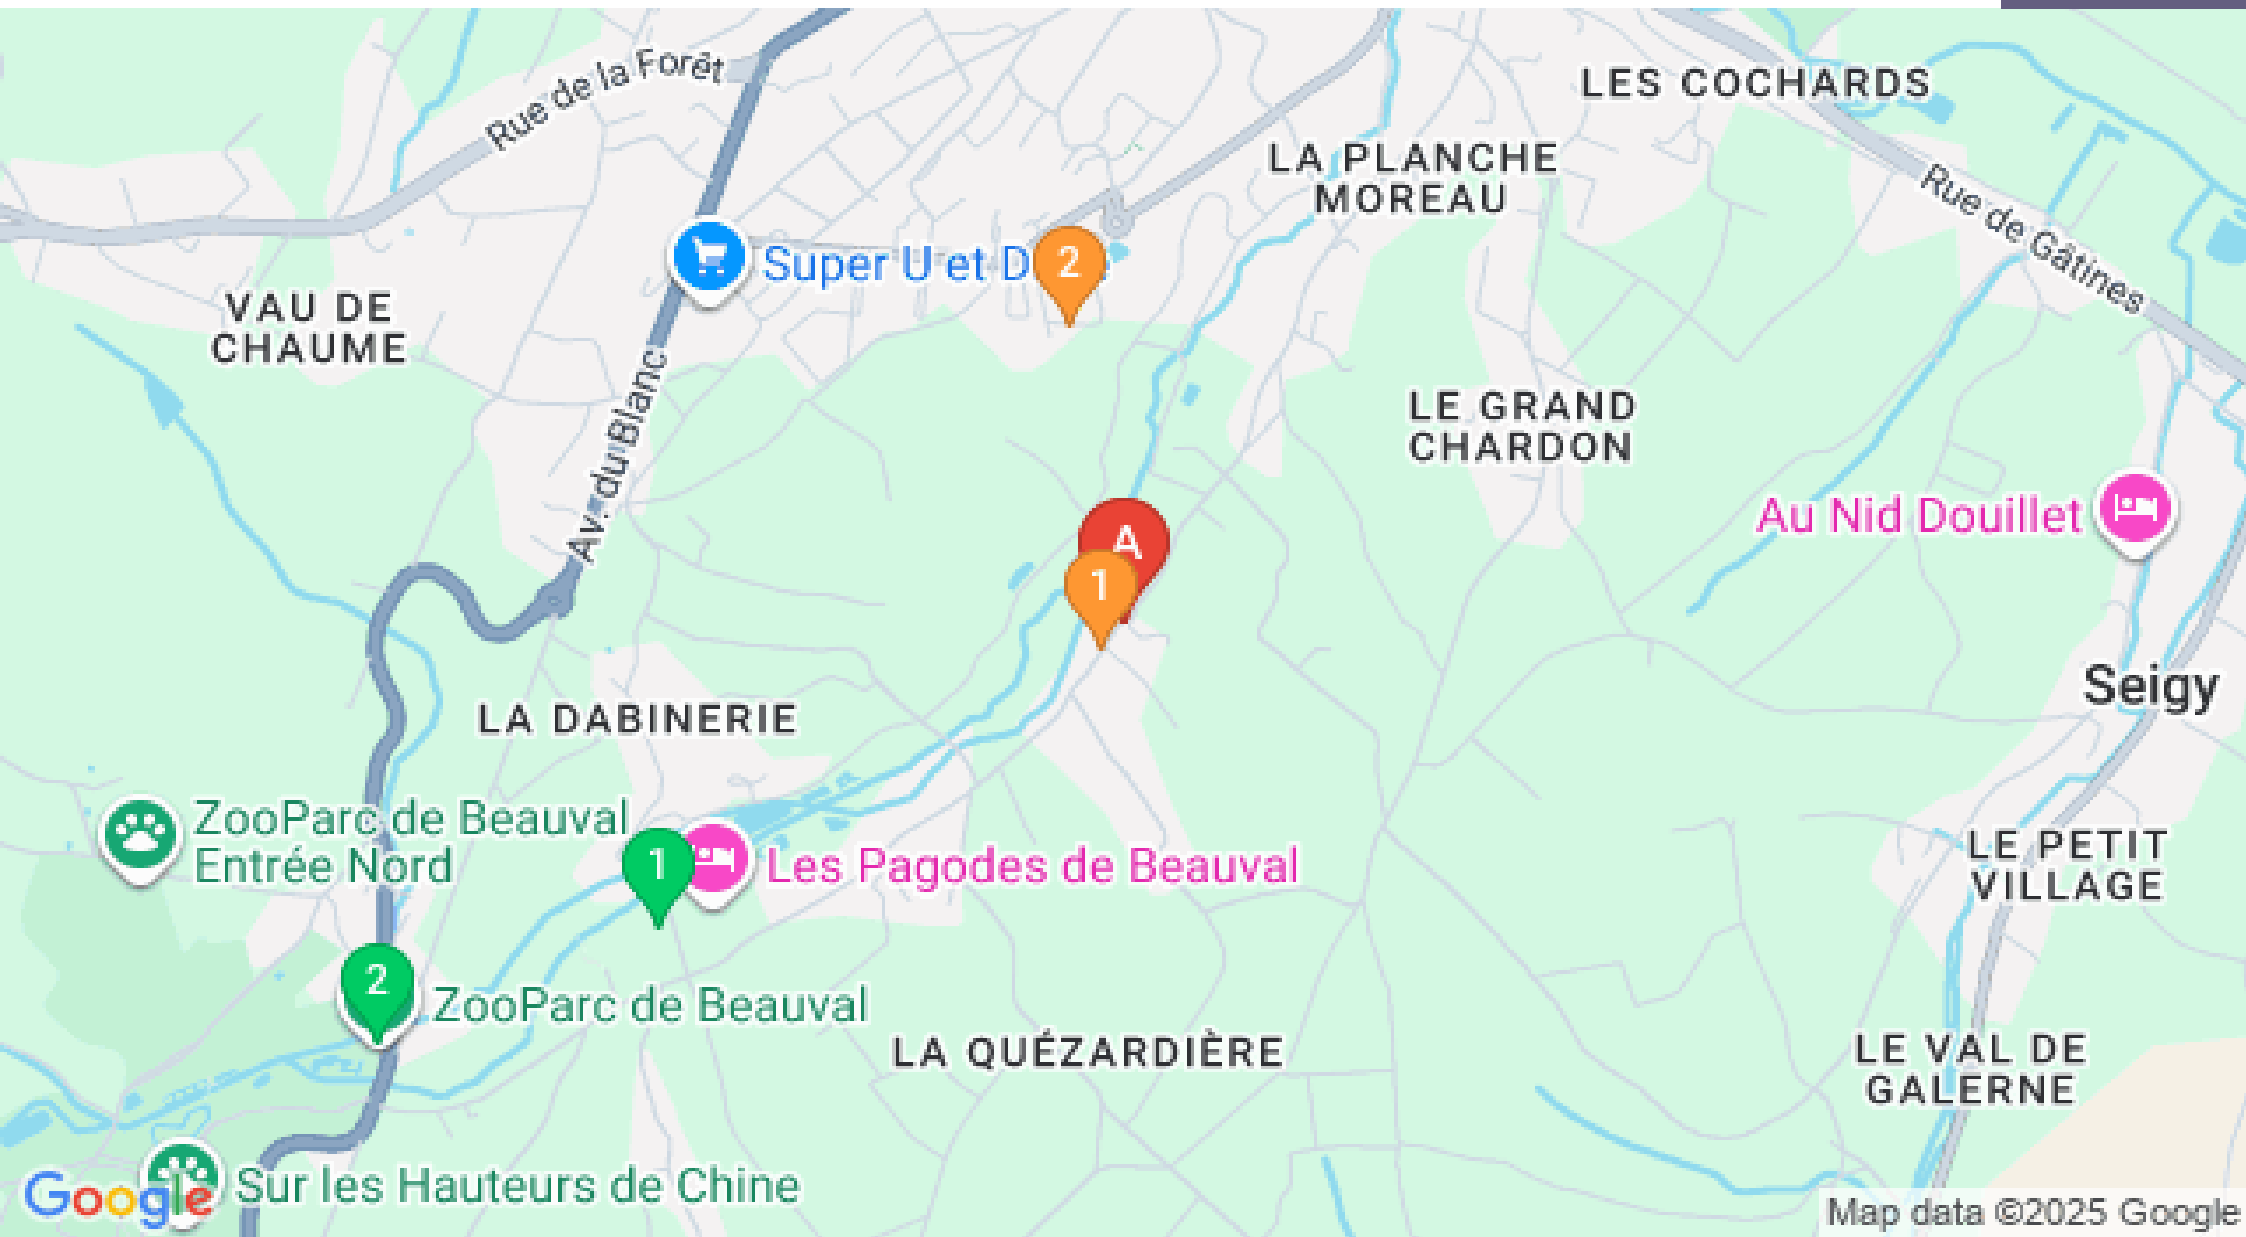 Rue de la Forêt
LES COCHARDS
LA PLANCHE
MOREAU
Rue de Gâtines
Super U et D
2
VAU DE
CHAUME
Av. du Blanc
LE GRAND
CHARDON
Au Nid Douillet
A
1
Seigy
LA DABINERIE
ZooParc de Beauval
Entrée Nord
1
Les Pagodes de Beauval
LE PETIT
VILLAGE
2
ZooParc de Beauval
LA QUÉZARDIÈRE
LE VAL DE
GALERNE
Sur les Hauteurs de Chine
Google
Map data ©2025 Google